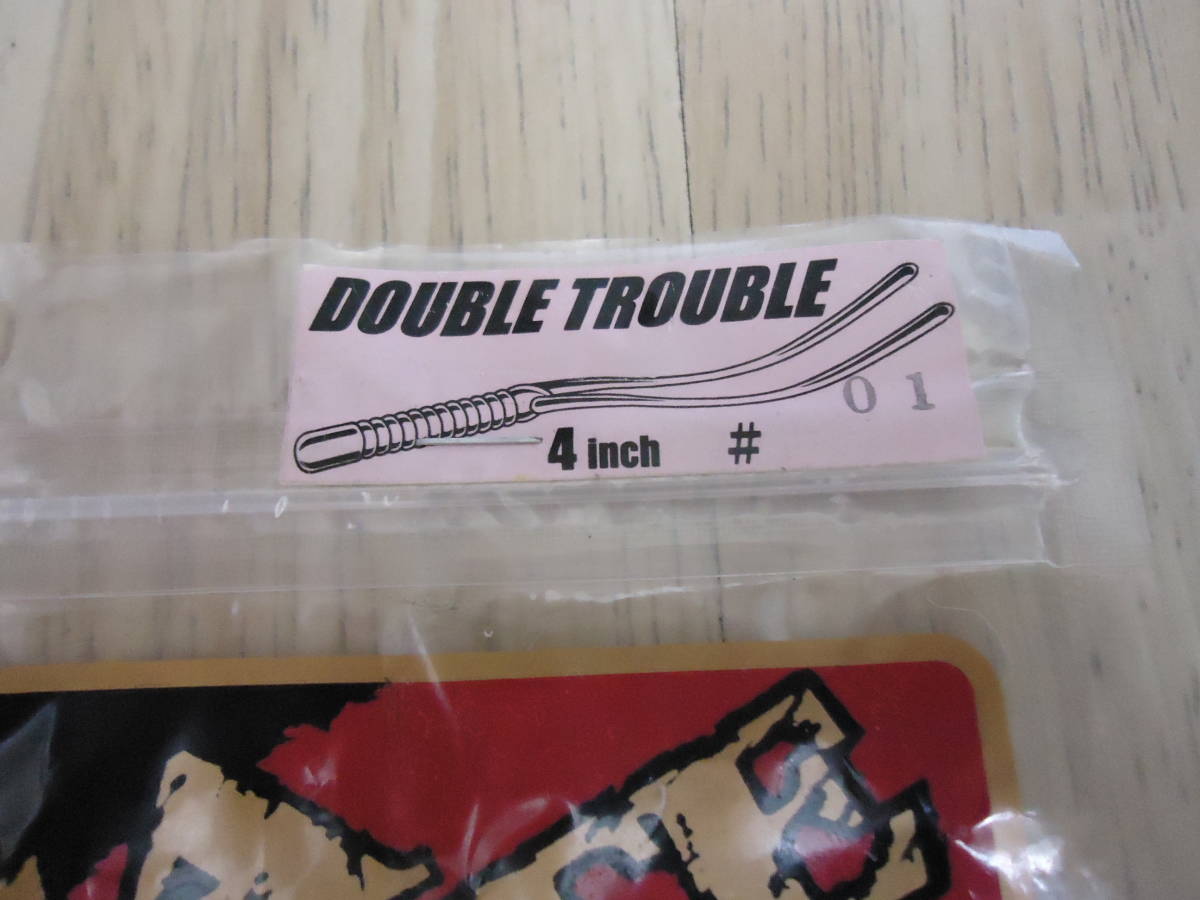 DOUBLE TROUBLE
4 inch # 01